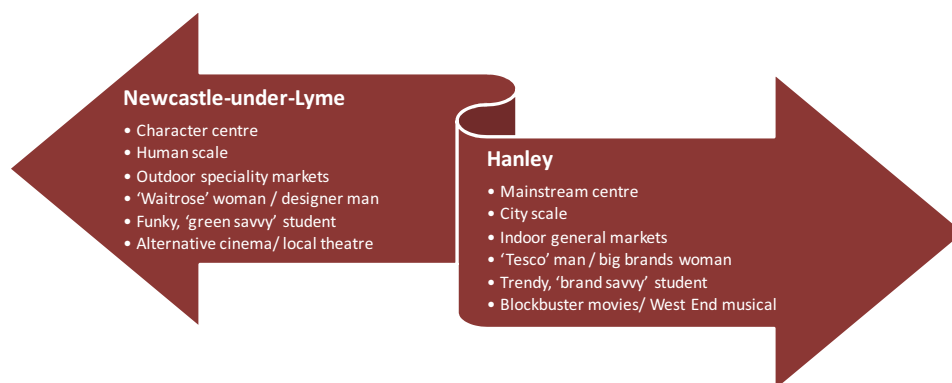 Newcastle-under-Lyme
• Character centre
• Human scale
• Outdoor speciality markets
• ‘Waitrose’ woman / designer man
• Funky, ‘green savvy’ student
• Alternative cinema/ local theatre
Hanley
• Mainstream centre
• City scale
• Indoor general markets
• ‘Tesco’ man / big brands woman
• Trendy, ‘brand savvy’ student
• Blockbuster movies/ West End musical